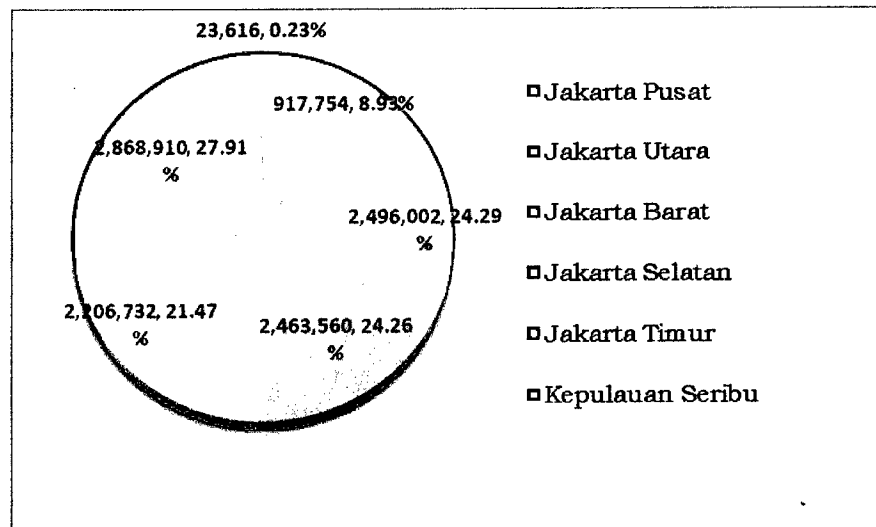 23,616, 0.23%
917,754, 8.93%
2,868,910, 27.91
%
2,496,002, 24.29
%
2,206,732, 21.47
%
2,463,560, 24.26
%
Jakarta Pusat
Jakarta Utara
Jakarta Barat
Jakarta Selatan
Jakarta Timur
Kepulauan Seribu